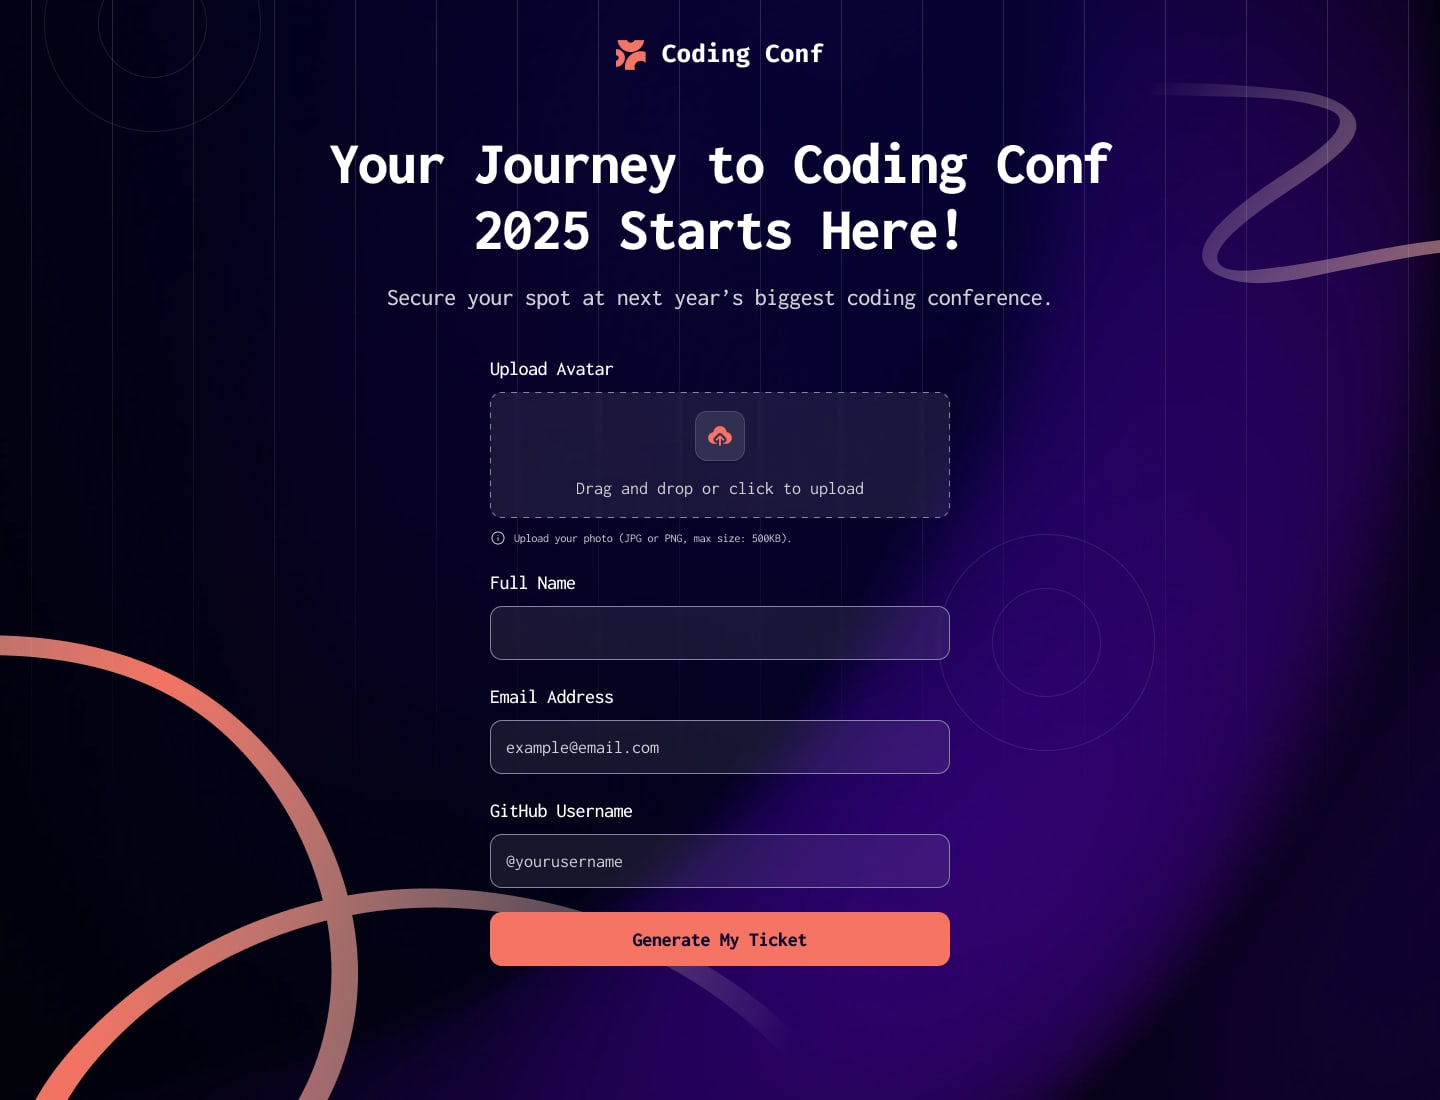 Coding Conf
Your Journey to Coding Conf
2025 Starts Here!
Secure your spot at next year’s biggest coding conference.
Upload Avatar
Drag and drop or click to upload
Upload your photo (JPG or PNG, max size: 500KB).
Full Name
Email Address
example@email.com
GitHub Username
@yourusername
Generate My Ticket